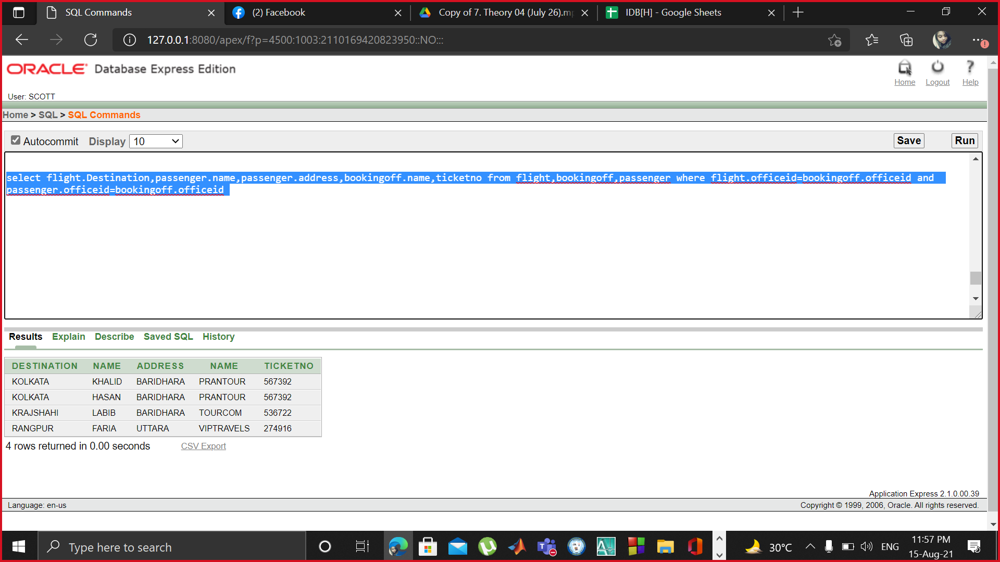 SQL Commands
(2) Facebook
Copy of 7. Theory 04 (July 26).mp
IDB[H] - Google Sheets
127.0.0.1:8080/apex/f?p=4500:1003:2110169420823950::NO:::
ORACLE Database Express Edition
Home Logout Help
User: SCOTT
Home > SQL > SQL Commands
Autocommit Display 10 Save Run
select flight.Destination,passenger.name,passenger.address,bookingoff.name,ticketno from flight,bookingoff,passenger where flight.officeid=bookingoff.officeid and
passenger.officeid=bookingoff.officeid
Results Explain Describe Saved SQL History
DESTINATION NAME ADDRESS NAME TICKETNO
KOLKATA KHALID BARIDHARA PRANTOUR 567392
KOLKATA HASAN BARIDHARA PRANTOUR 567392
KRAJSHAHI LABIB BARIDHARA TOURCOM 536722
RANGPUR FARIA UTTARA VIPTRAVELS 274916
4 rows returned in 0.00 seconds CSV Export
Application Express 2.1.0.00.39
Language: en-us Copyright © 1999, 2006, Oracle. All rights reserved.
Type here to search
30°C
ENG
11:57 PM
15-Aug-21